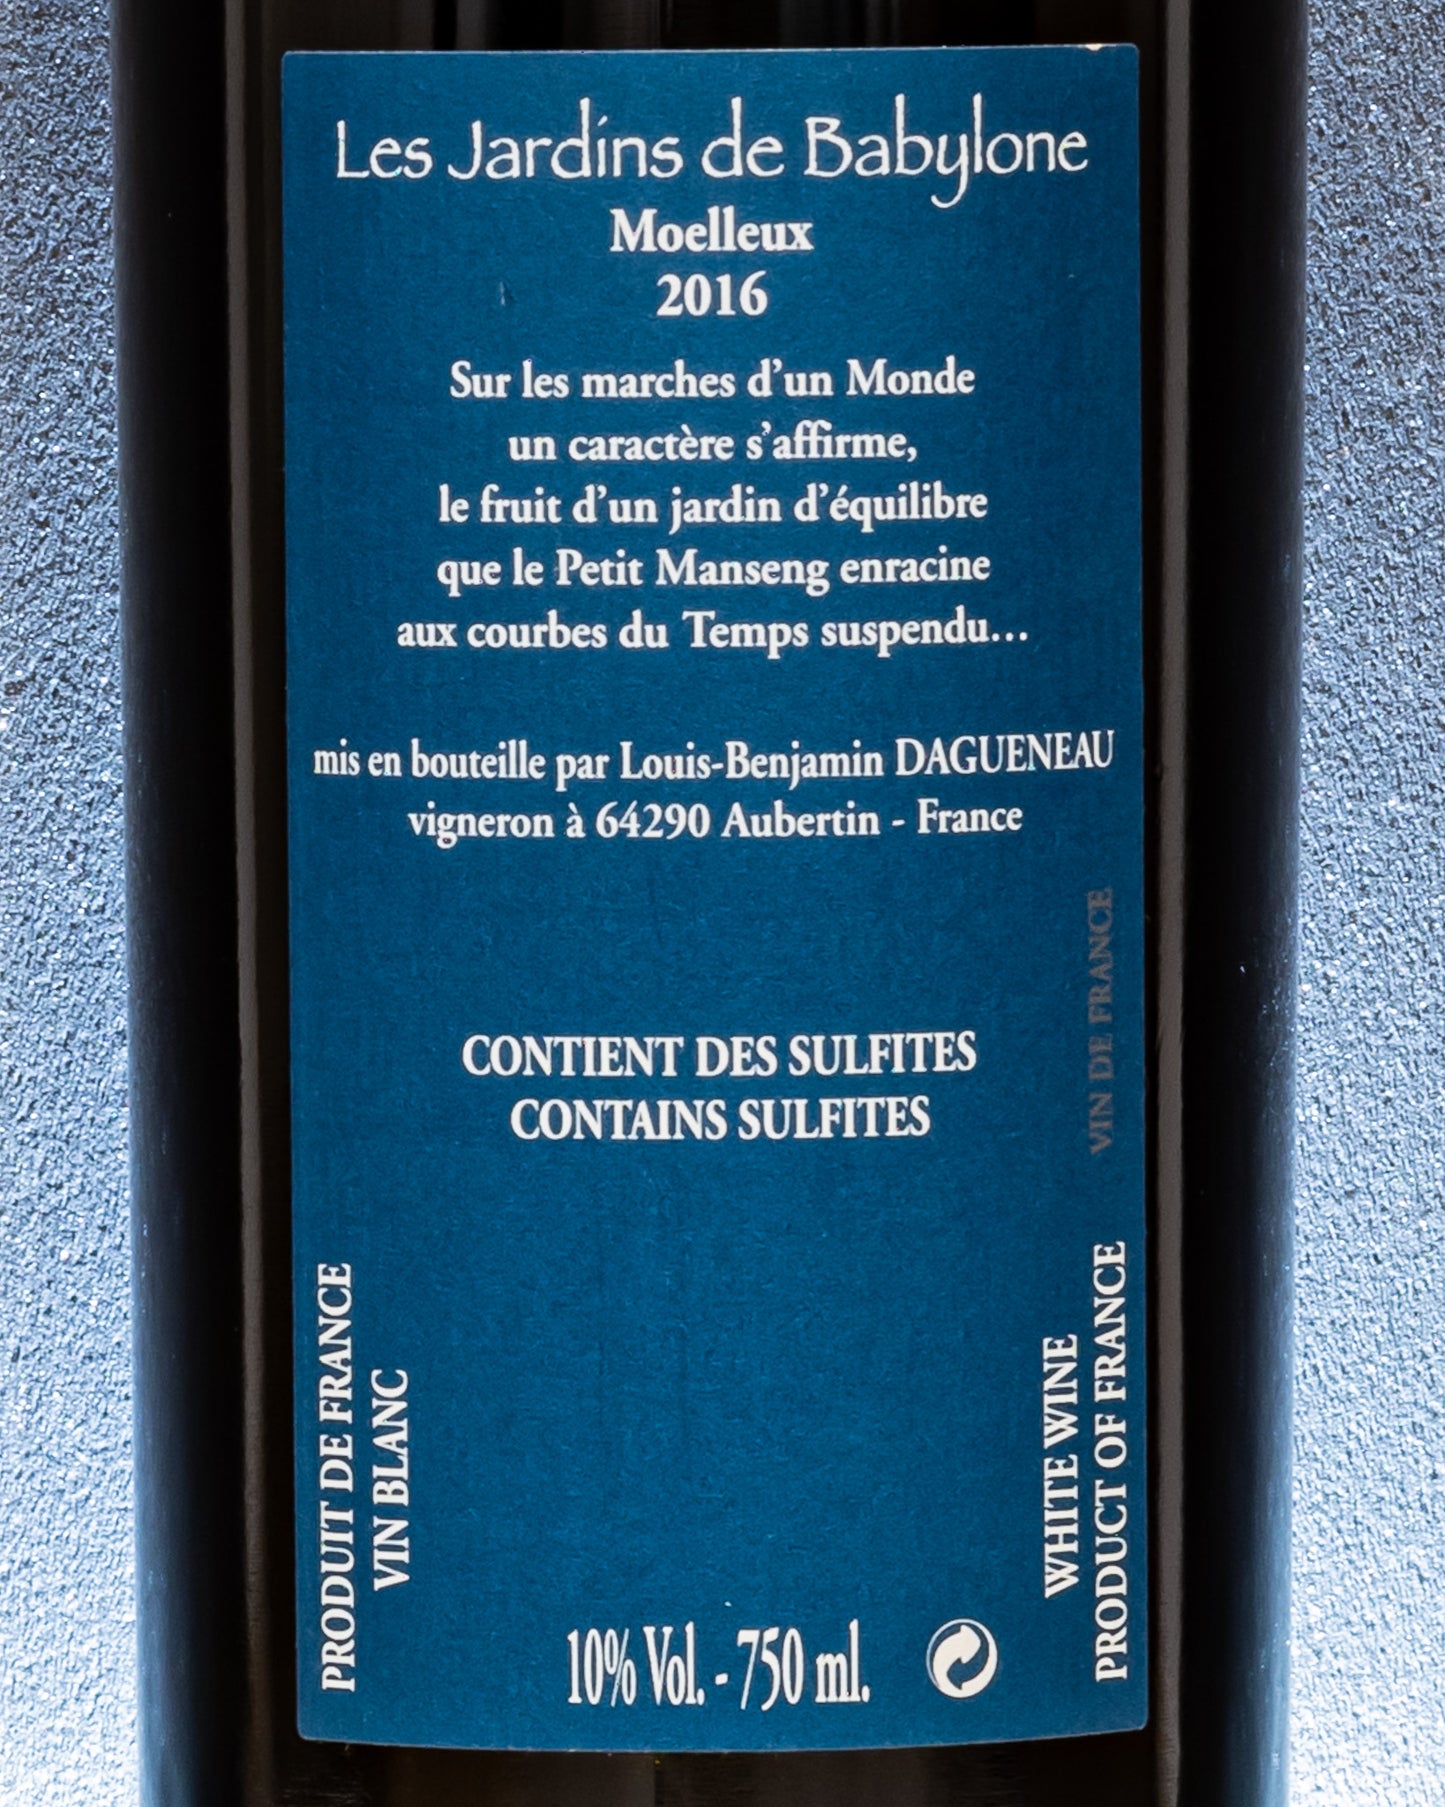 Les Jardins de Babylone
Moelleux
2016
Sur les marches d’un Monde
un caractère s’affirme,
le fruit d’un jardin d’équilibre
que le Petit Manseng enracine
aux courbes du Temps suspendu...
mis en bouteille par Louis-Benjamin DAGUENEAU
vigneron à 64290 Aubertin - France
VIN DE FRANCE
CONTIENT DES SULFITES
CONTAINS SULFITES
PRODUIT DE FRANCE
VIN BLANC
WHITE WINE
PRODUCT OF FRANCE
10% Vol. - 750 ml.